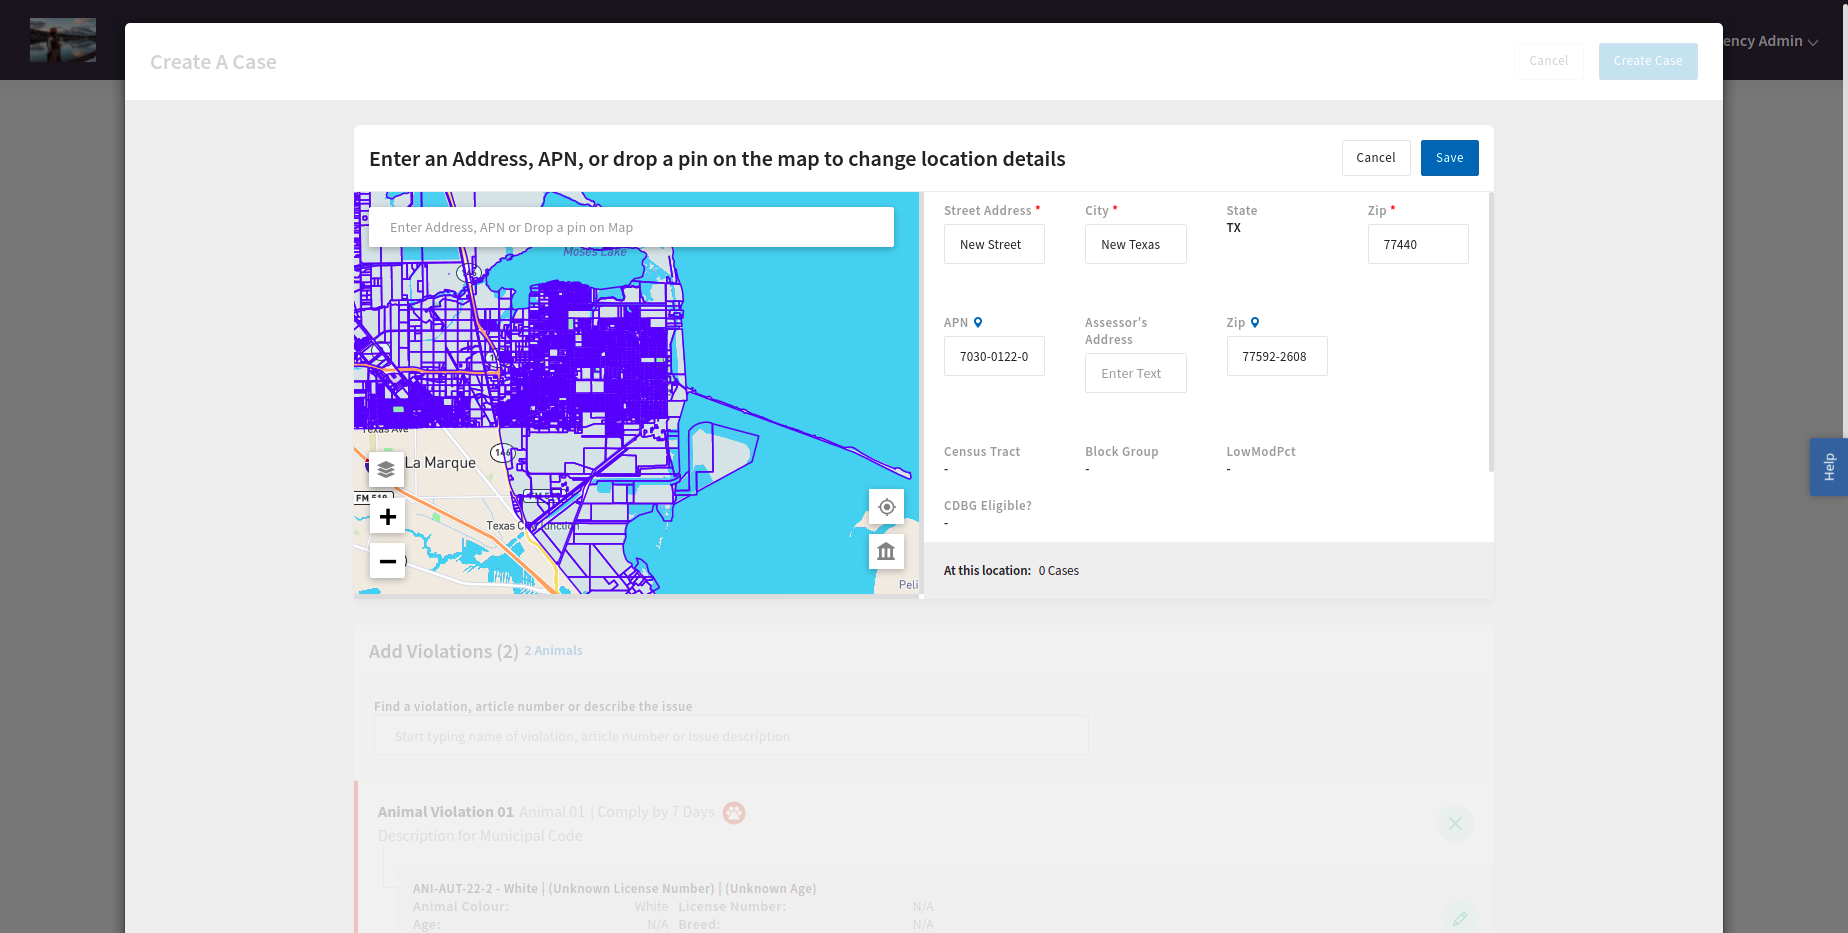 ency Admin
Create A Case
Cancel
Create Case
Enter an Address, APN, or drop a pin on the map to change location details
Cancel
Save
Enter Address, APN or Drop a pin on Map
Moses Lake
Texas Ave
La Marque
146
FM 519
Texas City Junction
Peli
Street Address *
City *
State
Zip *
New Street
New Texas
TX
77440
APN
Assessor's
Address
Zip
7030-0122-0
Enter Text
77592-2608
Census Tract
Block Group
LowModPct
-
-
-
CDBG Eligible?
-
At this location: 0 Cases
Help
Add Violations (2) 2 Animals
Find a violation, article number or describe the issue
Start typing name of violation, article number or issue description
Animal Violation 01 Animal 01 | Comply by 7 Days
Description for Municipal Code
ANI-AUT-22-2 - White | (Unknown License Number) | (Unknown Age)
Animal Colour: White License Number: N/A
Age: N/A Breed: N/A